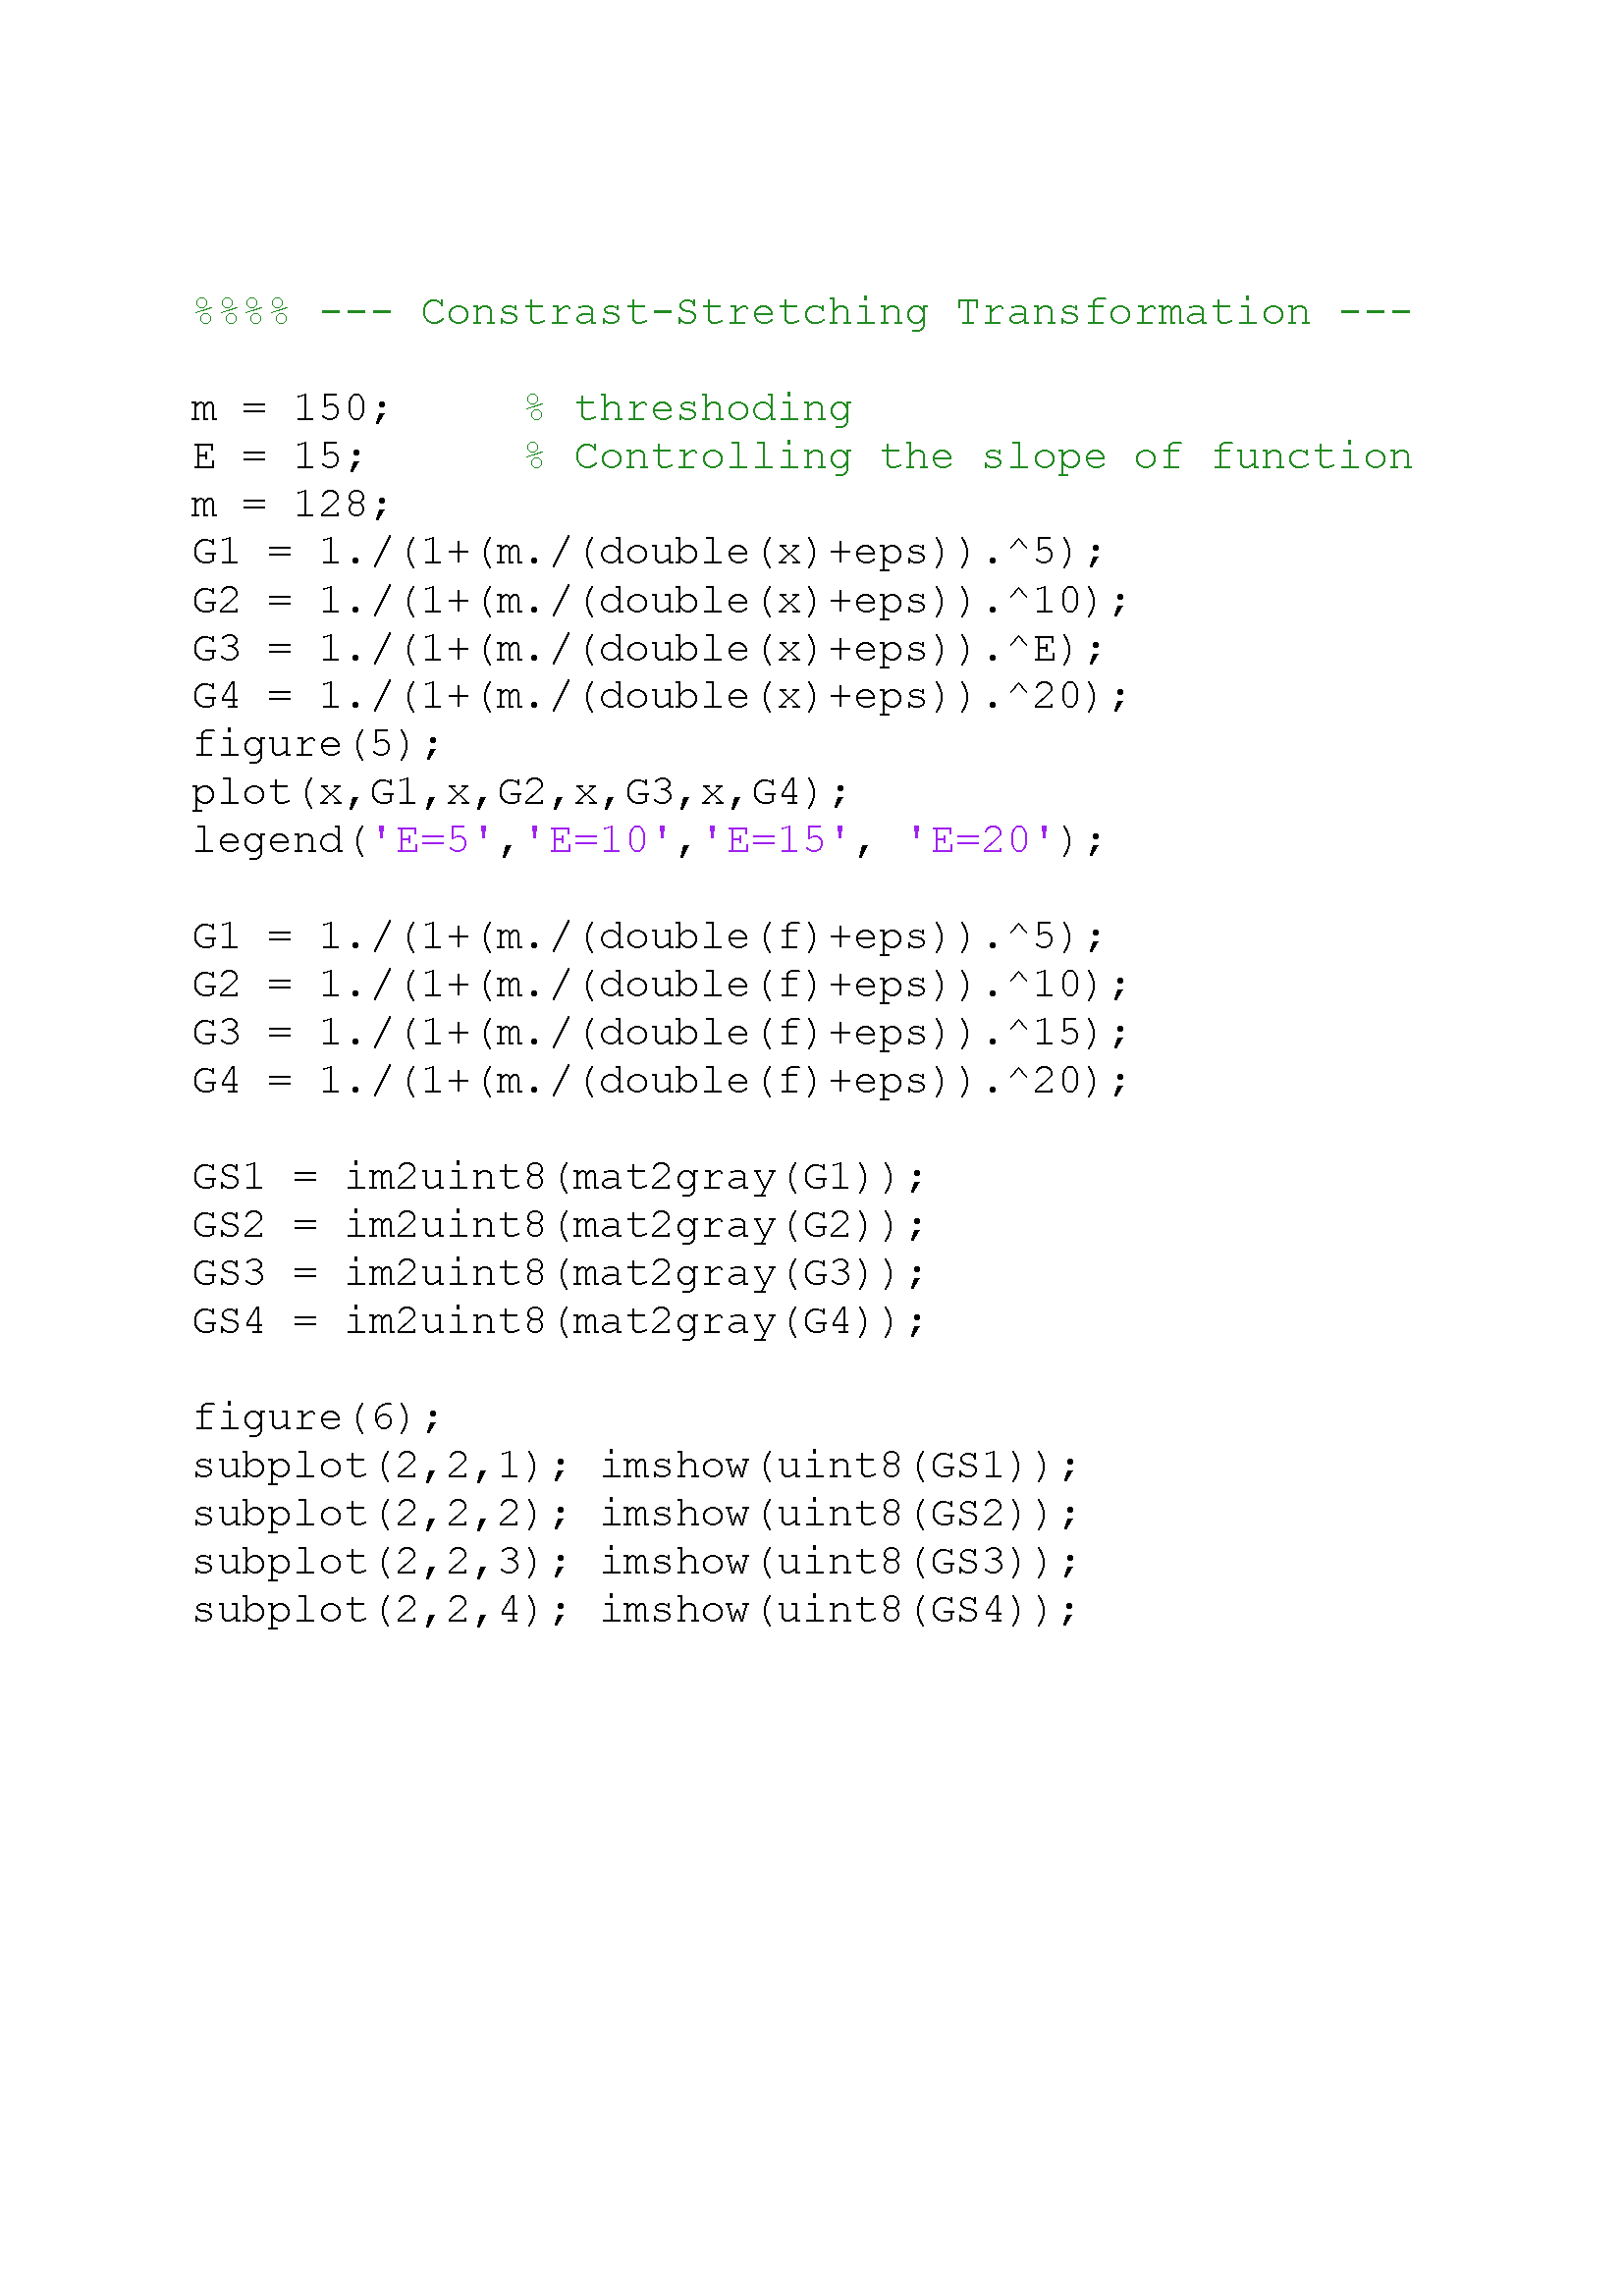 %%%% --- Constrast-Stretching Transformation ---
m = 150;     % threshoding
E = 15;      % Controlling the slope of function
m = 128;
G1 = 1./(1+(m./(double(x)+eps)).^5);
G2 = 1./(1+(m./(double(x)+eps)).^10);
G3 = 1./(1+(m./(double(x)+eps)).^E);
G4 = 1./(1+(m./(double(x)+eps)).^20);
figure(5);
plot(x,G1,x,G2,x,G3,x,G4);
legend('E=5','E=10','E=15', 'E=20');
G1 = 1./(1+(m./(double(f)+eps)).^5);
G2 = 1./(1+(m./(double(f)+eps)).^10);
G3 = 1./(1+(m./(double(f)+eps)).^15);
G4 = 1./(1+(m./(double(f)+eps)).^20);
GS1 = im2uint8(mat2gray(G1));
GS2 = im2uint8(mat2gray(G2));
GS3 = im2uint8(mat2gray(G3));
GS4 = im2uint8(mat2gray(G4));
figure(6);
subplot(2,2,1); imshow(uint8(GS1));
subplot(2,2,2); imshow(uint8(GS2));
subplot(2,2,3); imshow(uint8(GS3));
subplot(2,2,4); imshow(uint8(GS4));